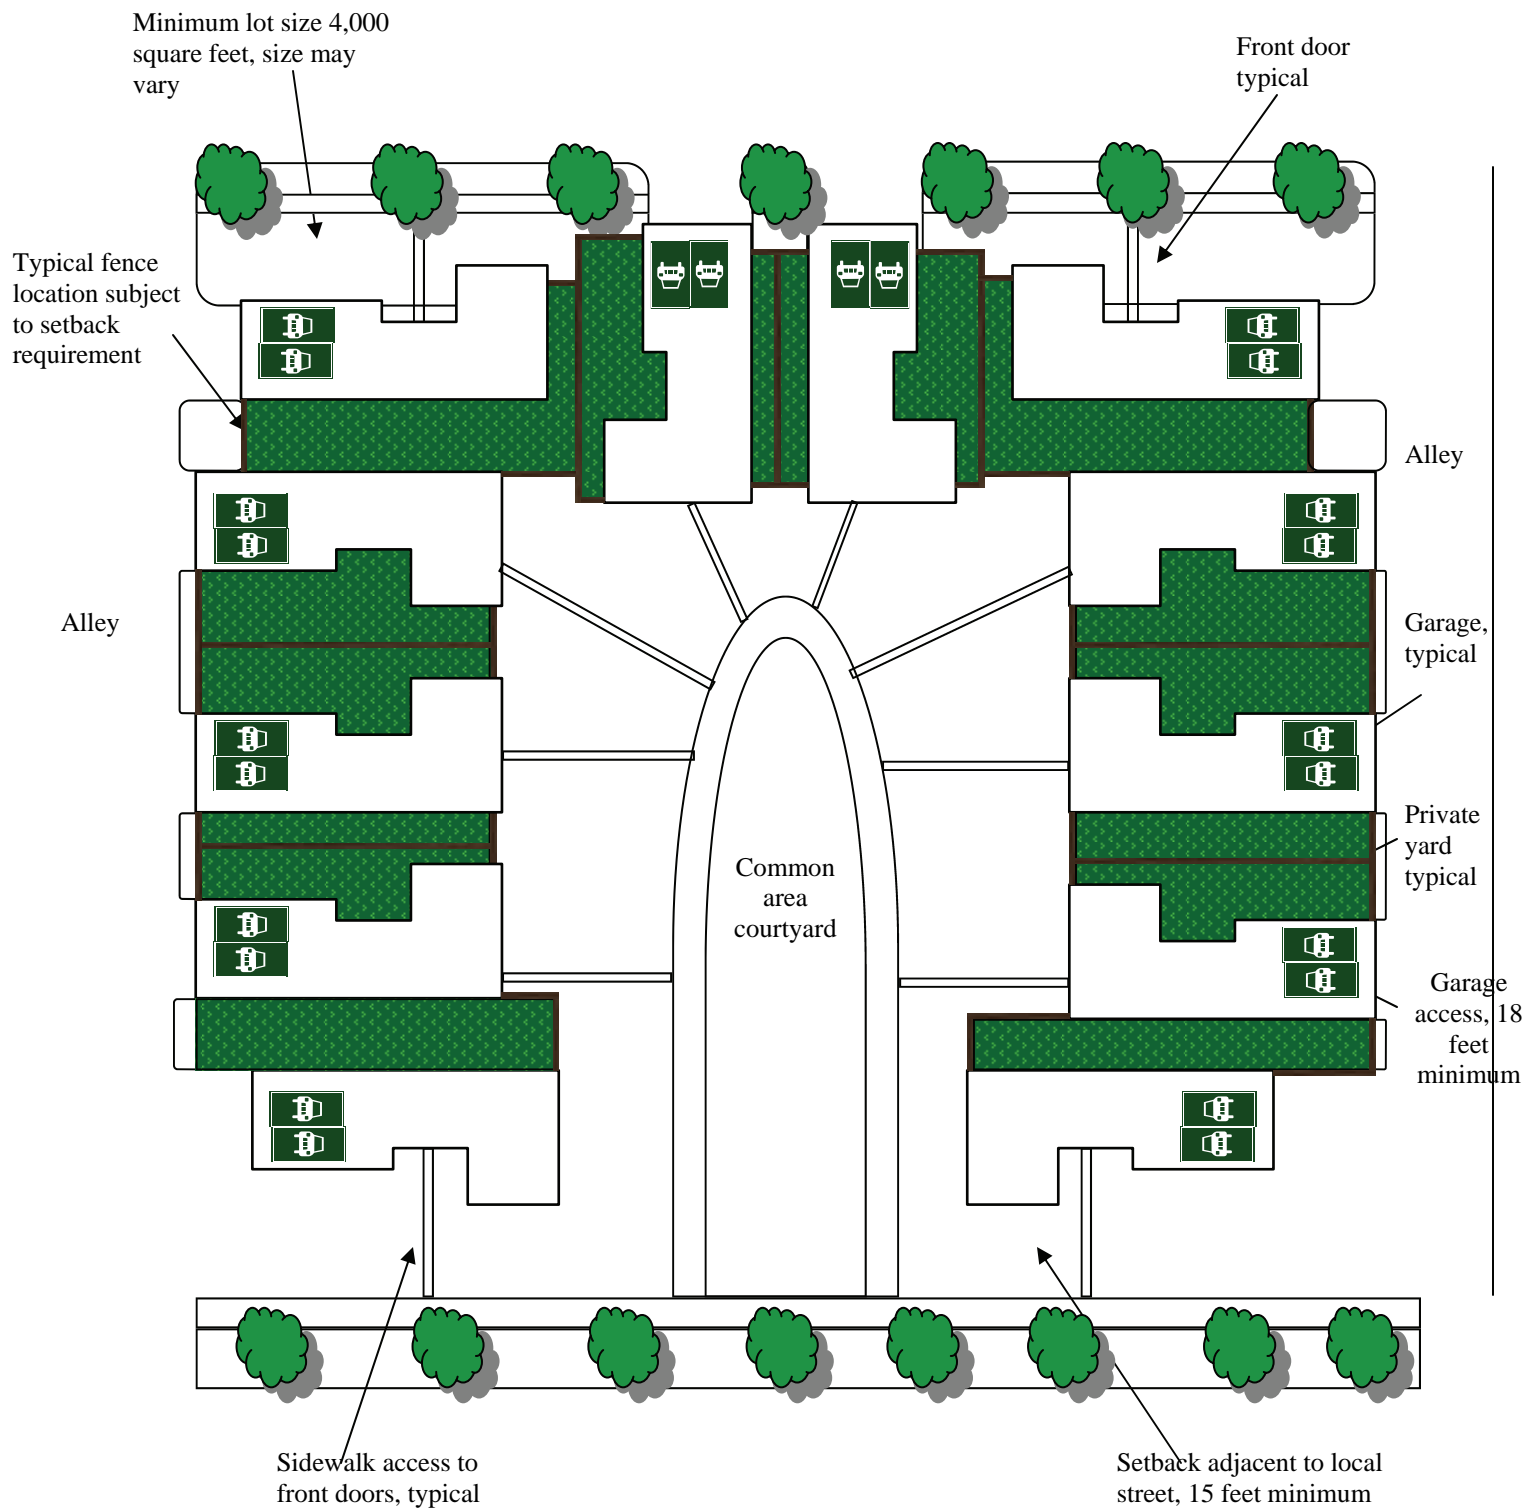 Minimum lot size 4,000
square feet, size may
vary
Front door
typical
Typical fence
location subject
to setback
requirement
Alley
Alley
Garage,
typical
Private
yard
typical
Common
area
courtyard
Garage
access, 18
feet
minimum
Sidewalk access to
front doors, typical
Setback adjacent to local
street, 15 feet minimum